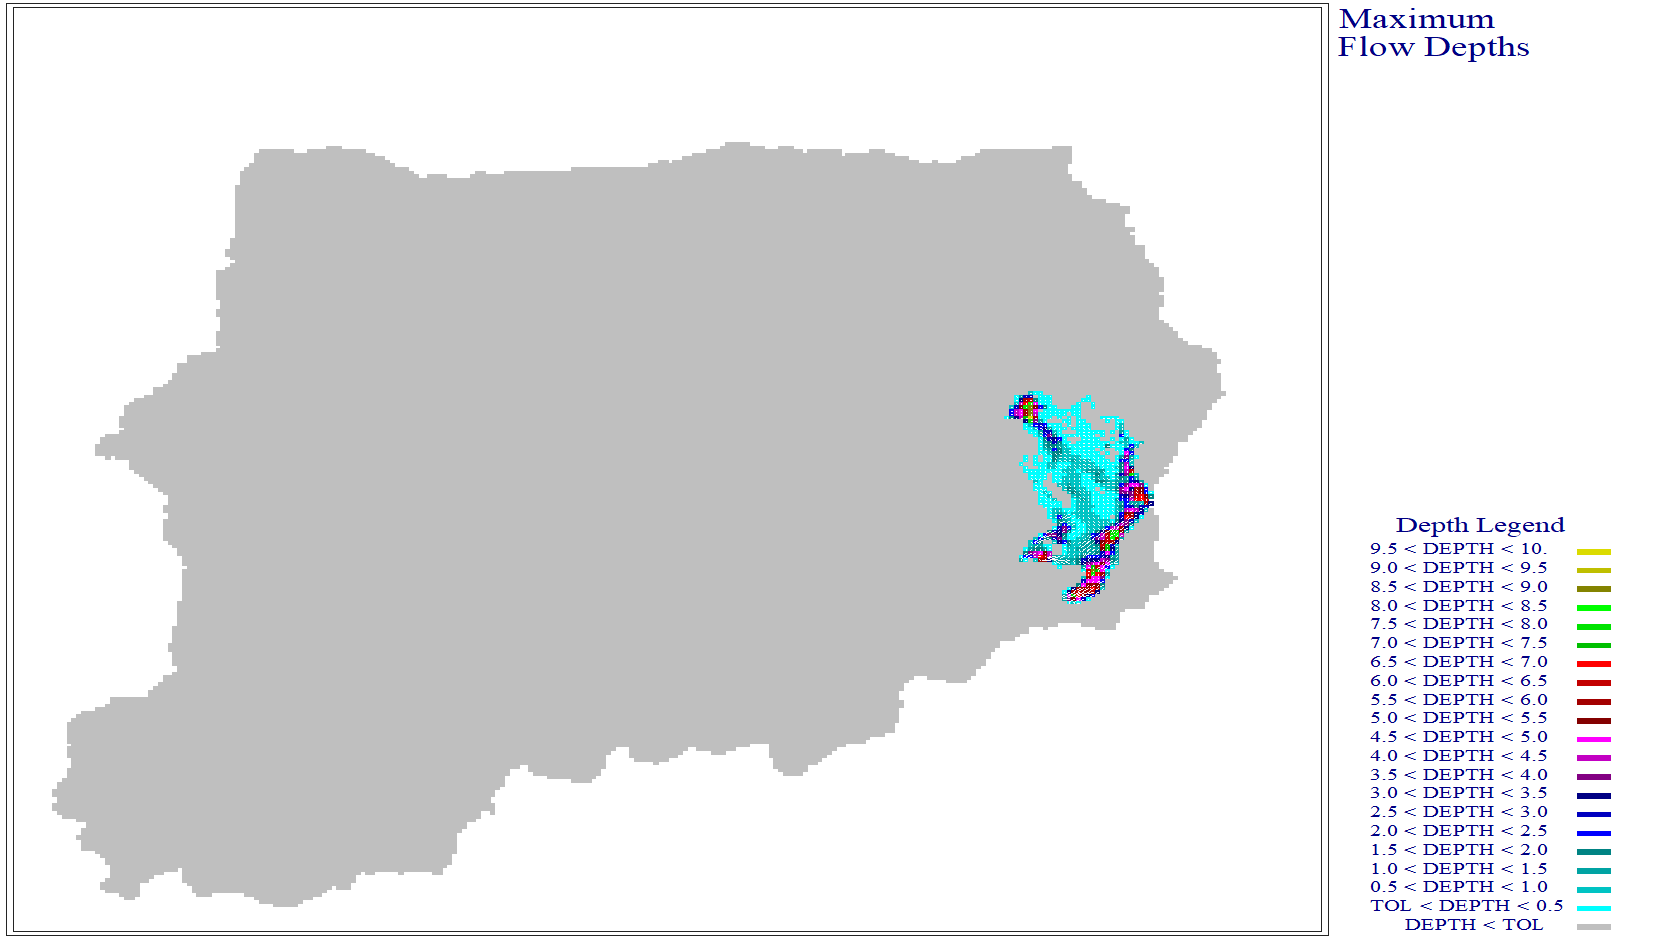 Maximum
Flow Depths
Depth Legend
9.5 < DEPTH < 10.
9.0 < DEPTH < 9.5
8.5 < DEPTH < 9.0
8.0 < DEPTH < 8.5
7.5 < DEPTH < 8.0
7.0 < DEPTH < 7.5
6.5 < DEPTH < 7.0
6.0 < DEPTH < 6.5
5.5 < DEPTH < 6.0
5.0 < DEPTH < 5.5
4.5 < DEPTH < 5.0
4.0 < DEPTH < 4.5
3.5 < DEPTH < 4.0
3.0 < DEPTH < 3.5
2.5 < DEPTH < 3.0
2.0 < DEPTH < 2.5
1.5 < DEPTH < 2.0
1.0 < DEPTH < 1.5
0.5 < DEPTH < 1.0
TOL < DEPTH < 0.5
DEPTH < TOL